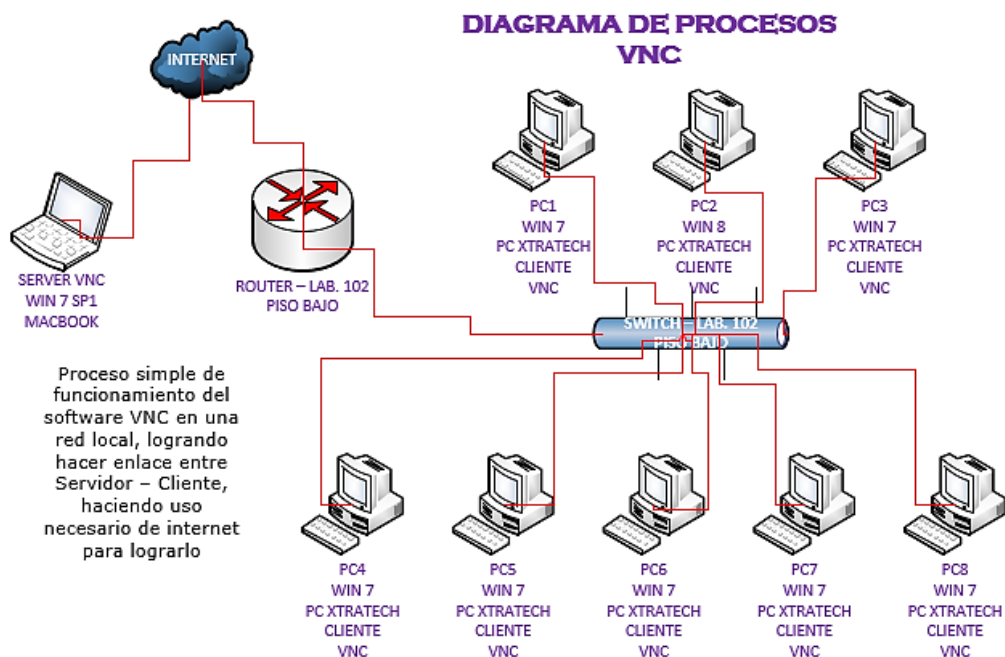 DIAGRAMA DE PROCESOS
VNC
INTERNET
SERVER VNC
WIN 7 SP1
MACBOOK
ROUTER – LAB. 102
PISO BAJO
PC1
WIN 7
PC XTRATECH
CLIENTE
VNC
PC2
WIN 8
PC XTRATECH
CLIENTE
VNC
PC3
WIN 7
PC XTRATECH
CLIENTE
VNC
SWITCH – LAB. 102
PISO BAJO
Proceso simple de
funcionamiento del
software VNC en una
red local, logrando
hacer enlace entre
Servidor – Cliente,
haciendo uso
necesario de internet
para lograrlo
PC4
WIN 7
PC XTRATECH
CLIENTE
VNC
PC5
WIN 7
PC XTRATECH
CLIENTE
VNC
PC6
WIN 7
PC XTRATECH
CLIENTE
VNC
PC7
WIN 7
PC XTRATECH
CLIENTE
VNC
PC8
WIN 7
PC XTRATECH
CLIENTE
VNC